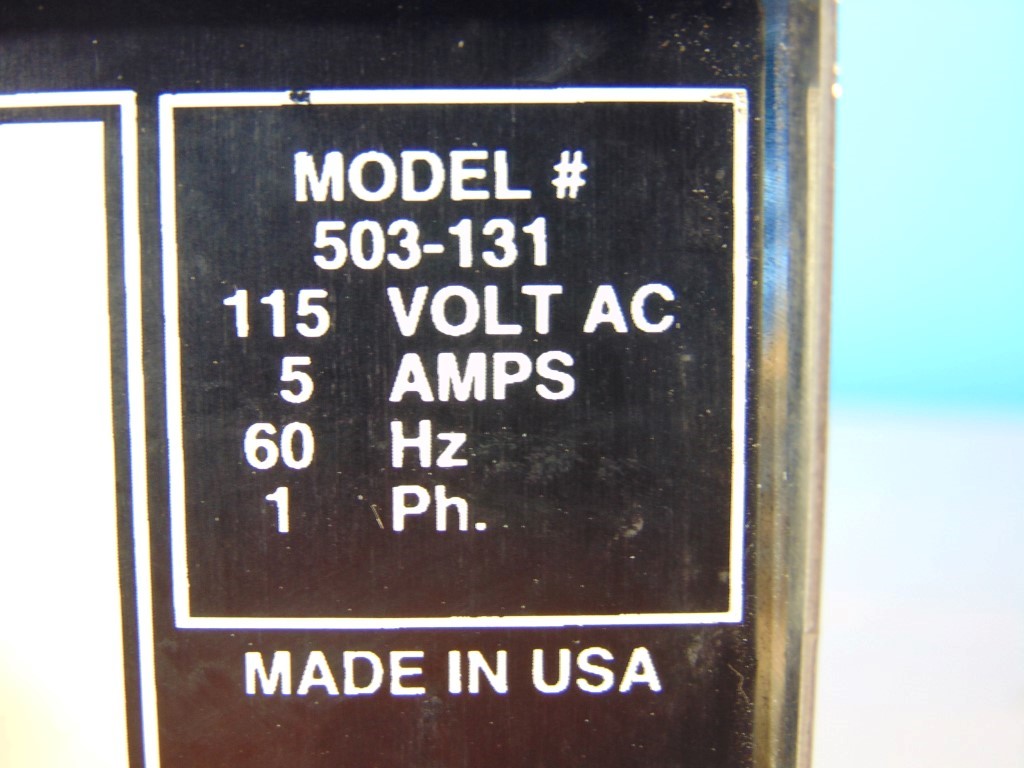 MODEL #
503-131
115 VOLT AC
5 AMPS
60 Hz
1 Ph.
MADE IN USA